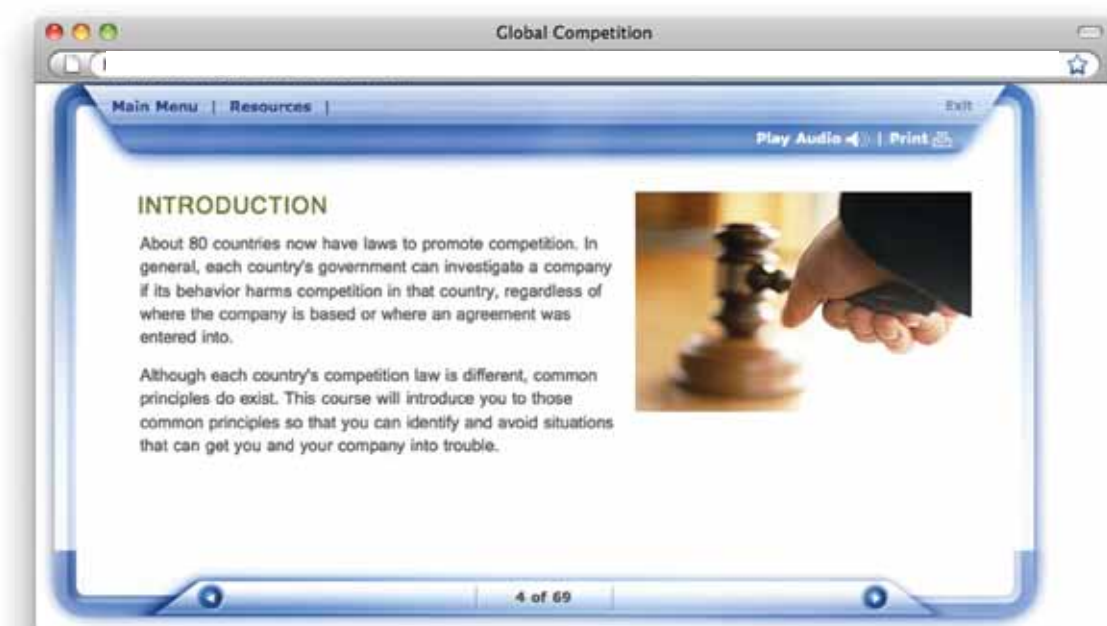 Global Competition
Main Menu | Resources |
Exit
Play Audio | Print
INTRODUCTION
About 80 countries now have laws to promote competition. In
general, each country's government can investigate a company
if its behavior harms competition in that country, regardless of
where the company is based or where an agreement was
entered into.
Although each country's competition law is different, common
principles do exist. This course will introduce you to those
common principles so that you can identify and avoid situations
that can get you and your company into trouble.
4 of 69